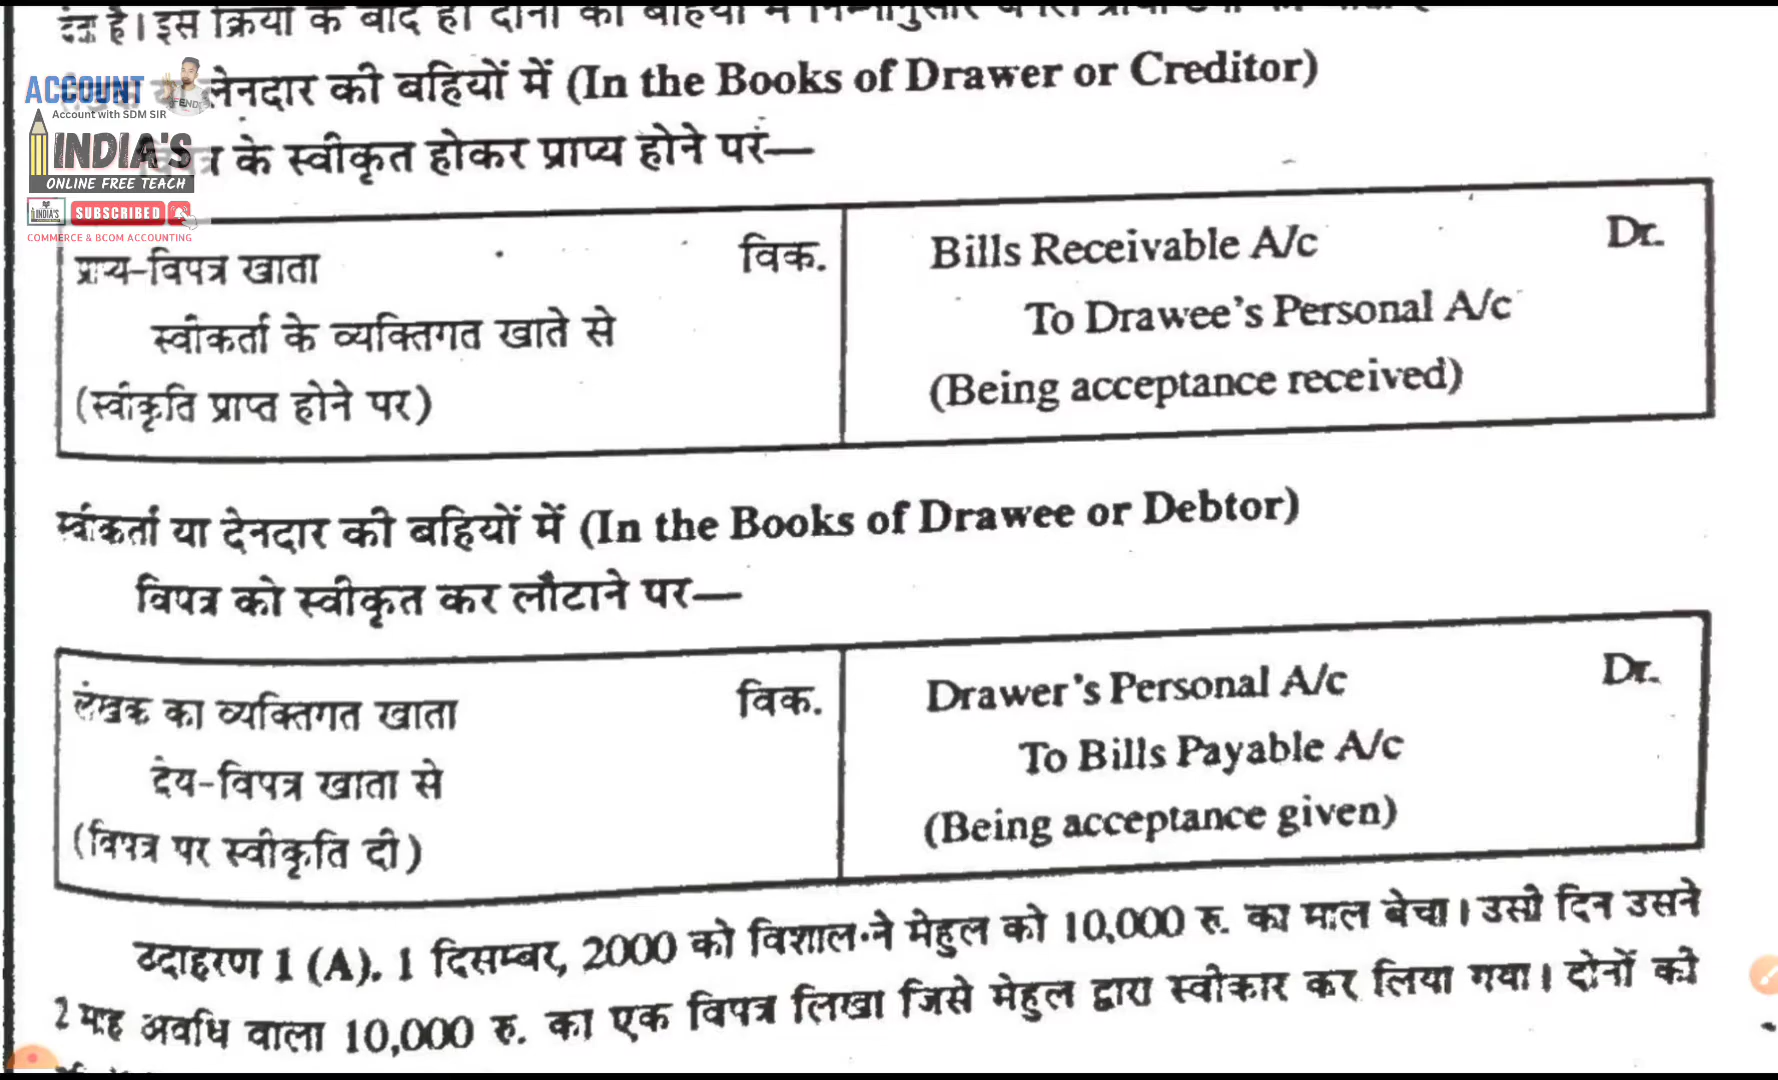 है। इस क्रिया के बाद ही दोनों की बहियों में निम्नानुसार
लेनदार की बहियों में (In the Books of Drawer or Creditor)
के स्वीकृत होकर प्राप्य होने पर—
ACCOUNT
Account with SDM SIR
INDIA'S
ONLINE FREE TEACH
INDIA'S SUBSCRIBED
COMMERCE & BCOM ACCOUNTING
प्राप्य-विपत्र खाता विक.
स्वीकर्ता के व्यक्तिगत खाते से
(स्वीकृति प्राप्त होने पर)
Bills Receivable A/c Dr.
To Drawee's Personal A/c
(Being acceptance received)
स्वीकर्ता या देनदार की बहियों में (In the Books of Drawee or Debtor)
विपत्र को स्वीकृत कर लौटाने पर—
लेखक का व्यक्तिगत खाता विक.
देय-विपत्र खाता से
(विपत्र पर स्वीकृति दी)
Drawer's Personal A/c Dr.
To Bills Payable A/c
(Being acceptance given)
उदाहरण 1 (A). 1 दिसम्बर, 2000 को विशाल ने मेहुल को 10,000 रु. का माल बेचा। उसी दिन उसने
2 माह अवधि वाला 10,000 रु. का एक विपत्र लिखा जिसे मेहुल द्वारा स्वीकार कर लिया गया। दोनों की